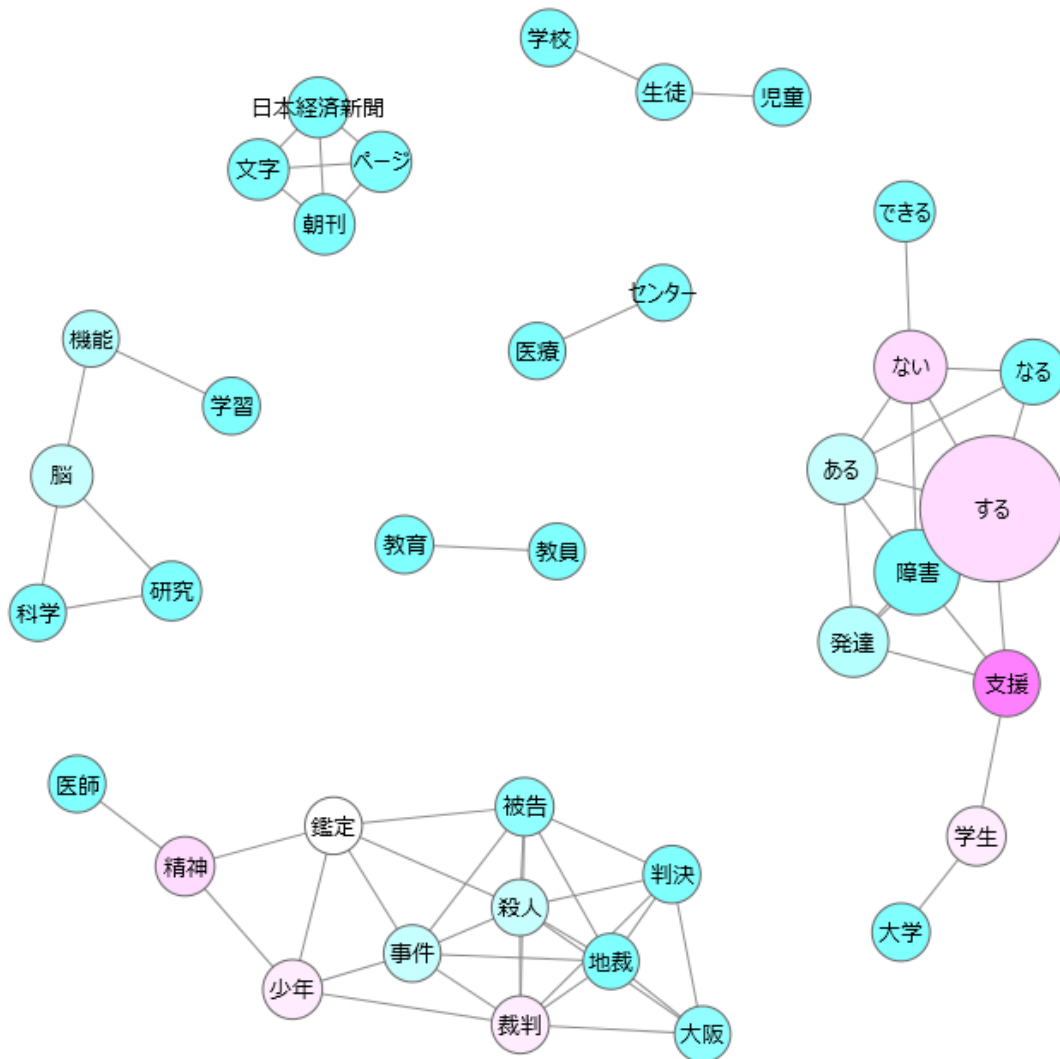 学校
生徒
児童
日本経済新聞
文字
ページ
朝刊
できる
センター
医療
機能
学習
ない
なる
脳
ある
する
教育
教員
障害
科学
研究
発達
支援
医師
被告
鑑定
学生
精神
判決
殺人
大学
事件
地裁
少年
裁判
大阪